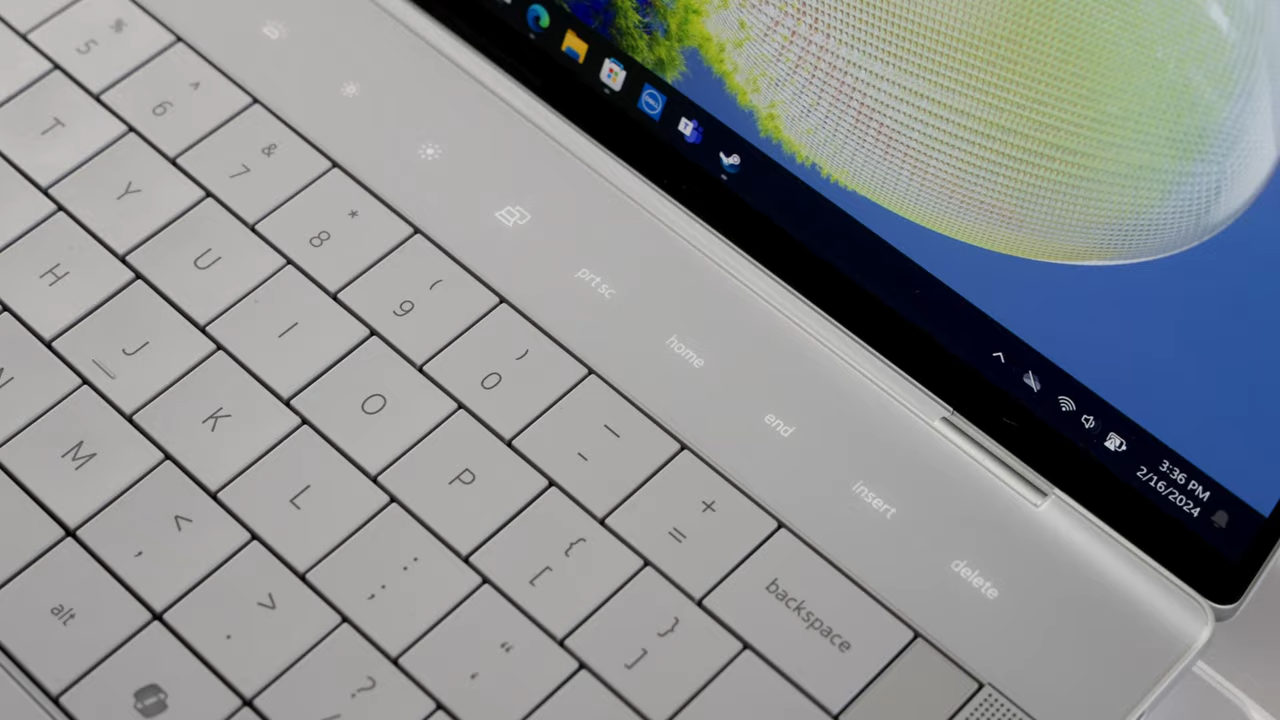 prt sc
home
end
insert
delete
% 5
^ 6
& 7
* 8
( 9
) 0
— -
+ =
backspace
T
Y
U
I
O
P
{ [
} ]
H
J
K
L
: ;
" '
N
M
< ,
> .
? /
alt
DELL
T
3:36 PM
2/16/2024